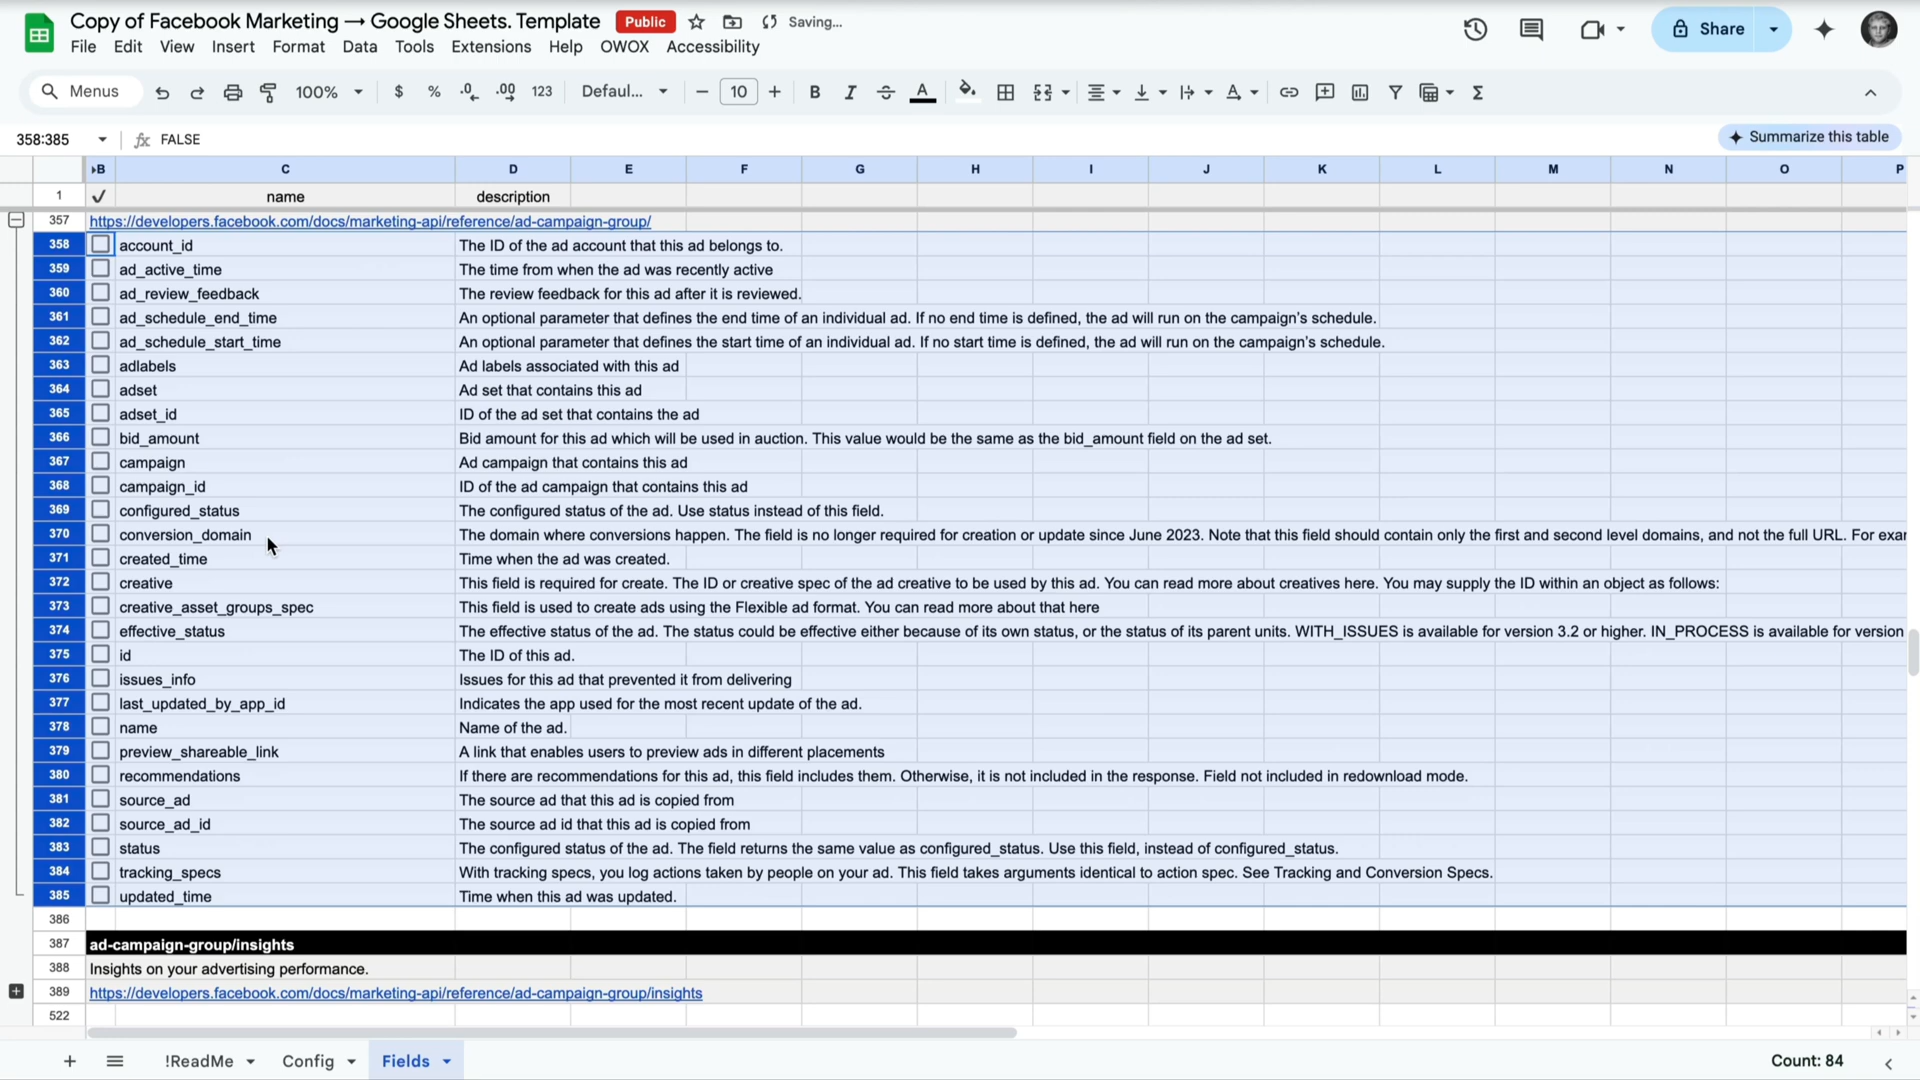 Copy of Facebook Marketing → Google Sheets. Template Public Saving...
File Edit View Insert Format Data Tools Extensions Help OWOX Accessibility
Share
Menus 100% $ % .0 .00 123 Defaul... 10 B I S A Σ
358:385 fx FALSE Summarize this table
B C D E F G H I J K L M N O P
1 ✓ name description
357 https://developers.facebook.com/docs/marketing-api/reference/ad-campaign-group/
358 account_id The ID of the ad account that this ad belongs to.
359 ad_active_time The time from when the ad was recently active
360 ad_review_feedback The review feedback for this ad after it is reviewed.
361 ad_schedule_end_time An optional parameter that defines the end time of an individual ad. If no end time is defined, the ad will run on the campaign's schedule.
362 ad_schedule_start_time An optional parameter that defines the start time of an individual ad. If no start time is defined, the ad will run on the campaign's schedule.
363 adlabels Ad labels associated with this ad
364 adset Ad set that contains this ad
365 adset_id ID of the ad set that contains the ad
366 bid_amount Bid amount for this ad which will be used in auction. This value would be the same as the bid_amount field on the ad set.
367 campaign Ad campaign that contains this ad
368 campaign_id ID of the ad campaign that contains this ad
369 configured_status The configured status of the ad. Use status instead of this field.
370 conversion_domain The domain where conversions happen. The field is no longer required for creation or update since June 2023. Note that this field should contain only the first and second level domains, and not the full URL. For exar
371 created_time Time when the ad was created.
372 creative This field is required for create. The ID or creative spec of the ad creative to be used by this ad. You can read more about creatives here. You may supply the ID within an object as follows:
373 creative_asset_groups_spec This field is used to create ads using the Flexible ad format. You can read more about that here
374 effective_status The effective status of the ad. The status could be effective either because of its own status, or the status of its parent units. WITH_ISSUES is available for version 3.2 or higher. IN_PROCESS is available for version
375 id The ID of this ad.
376 issues_info Issues for this ad that prevented it from delivering
377 last_updated_by_app_id Indicates the app used for the most recent update of the ad.
378 name Name of the ad.
379 preview_shareable_link A link that enables users to preview ads in different placements
380 recommendations If there are recommendations for this ad, this field includes them. Otherwise, it is not included in the response. Field not included in redownload mode.
381 source_ad The source ad that this ad is copied from
382 source_ad_id The source ad id that this ad is copied from
383 status The configured status of the ad. The field returns the same value as configured_status. Use this field, instead of configured_status.
384 tracking_specs With tracking specs, you log actions taken by people on your ad. This field takes arguments identical to action spec. See Tracking and Conversion Specs.
385 updated_time Time when this ad was updated.
386
387 ad-campaign-group/insights
388 Insights on your advertising performance.
389 https://developers.facebook.com/docs/marketing-api/reference/ad-campaign-group/insights
522
!ReadMe Config Fields Count: 84